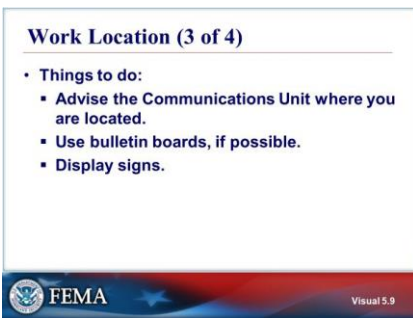 Work Location (3 of 4)
• Things to do:
▪ Advise the Communications Unit where you
are located.
▪ Use bulletin boards, if possible.
▪ Display signs.
FEMA
Visual 5.9